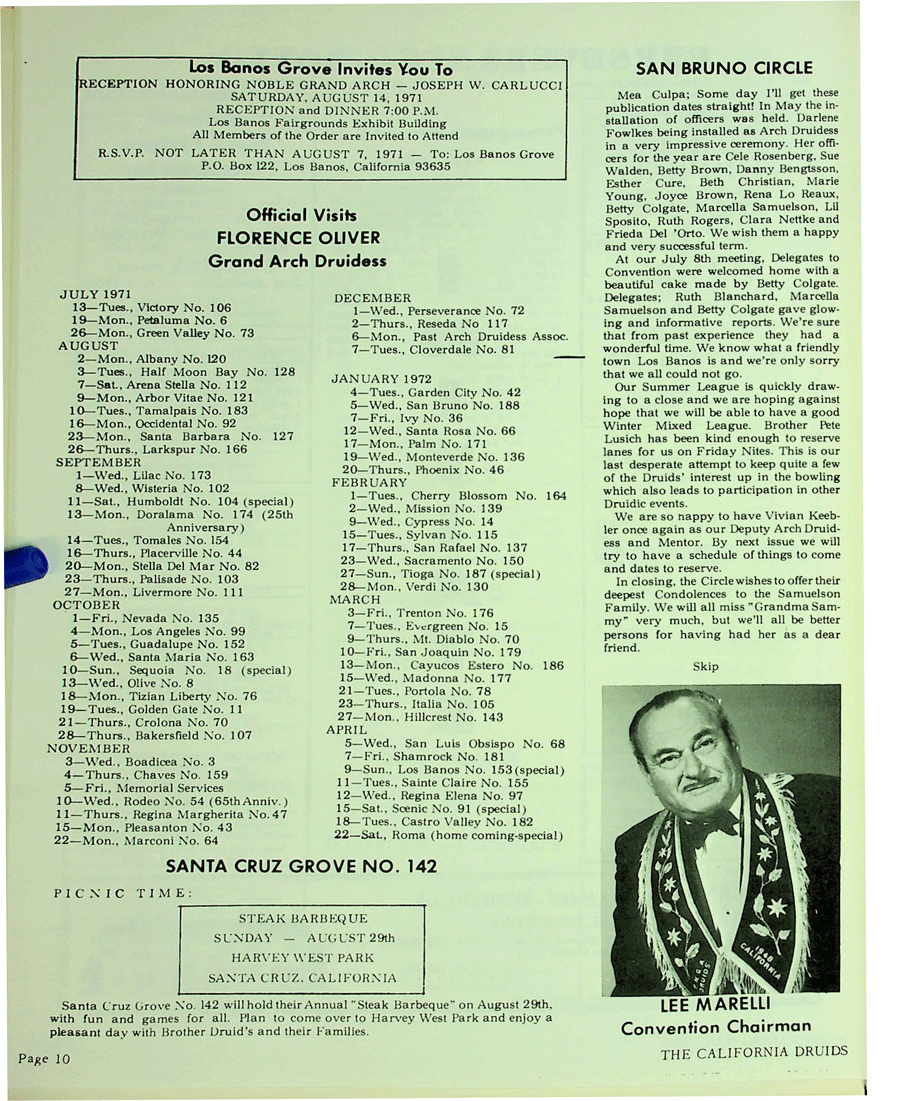 Los Banos Grove Invites You To
RECEPTION HONORING NOBLE GRAND ARCH — JOSEPH W. CARLUCCI
SATURDAY, AUGUST 14, 1971
RECEPTION and DINNER 7:00 P.M.
Los Banos Fairgrounds Exhibit Building
All Members of the Order are Invited to Attend
R.S.V.P. NOT LATER THAN AUGUST 7, 1971 — To: Los Banos Grove
P.O. Box 122, Los Banos, California 93635
Official Visits
FLORENCE OLIVER
Grand Arch Druidess
JULY 1971
13—Tues., Victory No. 106
19—Mon., Petaluma No. 6
26—Mon., Green Valley No. 73
AUGUST
2—Mon., Albany No. 120
3—Tues., Half Moon Bay No. 128
7—Sat., Arena Stella No. 112
9—Mon., Arbor Vitae No. 121
10—Tues., Tamalpais No. 183
16—Mon., Occidental No. 92
23—Mon., Santa Barbara No. 127
26—Thurs., Larkspur No. 166
SEPTEMBER
1—Wed., Lilac No. 173
8—Wed., Wisteria No. 102
11—Sat., Humboldt No. 104 (special)
13—Mon., Doralama No. 174 (25th
Anniversary)
14—Tues., Tomales No. 154
16—Thurs., Placerville No. 44
20—Mon., Stella Del Mar No. 82
23—Thurs., Palisade No. 103
27—Mon., Livermore No. 111
OCTOBER
1—Fri., Nevada No. 135
4—Mon., Los Angeles No. 99
5—Tues., Guadalupe No. 152
6—Wed., Santa Maria No. 163
10—Sun., Sequoia No. 18 (special)
13—Wed., Olive No. 8
18—Mon., Tizian Liberty No. 76
19—Tues., Golden Gate No. 11
21—Thurs., Crolona No. 70
28—Thurs., Bakersfield No. 107
NOVEMBER
3—Wed., Boadicea No. 3
4—Thurs., Chaves No. 159
5—Fri., Memorial Services
10—Wed., Rodeo No. 54 (65th Anniv.)
11—Thurs., Regina Margherita No. 47
15—Mon., Pleasanton No. 43
22—Mon., Marconi No. 64
DECEMBER
1—Wed., Perseverance No. 72
2—Thurs., Reseda No 117
6—Mon., Past Arch Druidess Assoc.
7—Tues., Cloverdale No. 81
JANUARY 1972
4—Tues., Garden City No. 42
5—Wed., San Bruno No. 188
7—Fri., Ivy No. 36
12—Wed., Santa Rosa No. 66
17—Mon., Palm No. 171
19—Wed., Monteverde No. 136
20—Thurs., Phoenix No. 46
FEBRUARY
1—Tues., Cherry Blossom No. 164
2—Wed., Mission No. 139
9—Wed., Cypress No. 14
15—Tues., Sylvan No. 115
17—Thurs., San Rafael No. 137
23—Wed., Sacramento No. 150
27—Sun., Tioga No. 187 (special)
28—Mon., Verdi No. 130
MARCH
3—Fri., Trenton No. 176
7—Tues., Evergreen No. 15
9—Thurs., Mt. Diablo No. 70
10—Fri., San Joaquin No. 179
13—Mon., Cayucos Estero No. 186
15—Wed., Madonna No. 177
21—Tues., Portola No. 78
23—Thurs., Italia No. 105
27—Mon., Hillcrest No. 143
APRIL
5—Wed., San Luis Obsispo No. 68
7—Fri., Shamrock No. 181
9—Sun., Los Banos No. 153 (special)
11—Tues., Sainte Claire No. 155
12—Wed., Regina Elena No. 97
15—Sat., Scenic No. 91 (special)
18—Tues., Castro Valley No. 182
22—Sat., Roma (home coming-special)
SANTA CRUZ GROVE NO. 142
PICNIC TIME:
STEAK BARBEQUE
SUNDAY — AUGUST 29th
HARVEY WEST PARK
SANTA CRUZ, CALIFORNIA
Santa Cruz Grove No. 142 will hold their Annual "Steak Barbeque" on August 29th,
with fun and games for all. Plan to come over to Harvey West Park and enjoy a
pleasant day with Brother Druid's and their Families.
Page 10
SAN BRUNO CIRCLE
Mea Culpa; Some day I'll get these
publication dates straight! In May the in-
stallation of officers was held. Darlene
Fowlkes being installed as Arch Druidess
in a very impressive ceremony. Her offi-
cers for the year are Cele Rosenberg, Sue
Walden, Betty Brown, Danny Bengtsson,
Esther Cure, Beth Christian, Marie
Young, Joyce Brown, Rena Lo Reaux,
Betty Colgate, Marcella Samuelson, Lil
Sposito, Ruth Rogers, Clara Nettke and
Frieda Del 'Orto. We wish them a happy
and very successful term.
At our July 8th meeting, Delegates to
Convention were welcomed home with a
beautiful cake made by Betty Colgate.
Delegates; Ruth Blanchard, Marcella
Samuelson and Betty Colgate gave glow-
ing and informative reports. We're sure
that from past experience they had a
wonderful time. We know what a friendly
town Los Banos is and we're only sorry
that we all could not go.
Our Summer League is quickly draw-
ing to a close and we are hoping against
hope that we will be able to have a good
Winter Mixed League. Brother Pete
Lusich has been kind enough to reserve
lanes for us on Friday Nites. This is our
last desperate attempt to keep quite a few
of the Druids' interest up in the bowling
which also leads to participation in other
Druidic events.
We are so happy to have Vivian Keeb-
ler once again as our Deputy Arch Druid-
ess and Mentor. By next issue we will
try to have a schedule of things to come
and dates to reserve.
In closing, the Circle wishes to offer their
deepest Condolences to the Samuelson
Family. We will all miss "Grandma Sam-
my" very much, but we'll all be better
persons for having had her as a dear
friend.
Skip
P.N.G.A.
DRUIDS
1948
CALIFORNIA
LEE MARELLI
Convention Chairman
THE CALIFORNIA DRUIDS